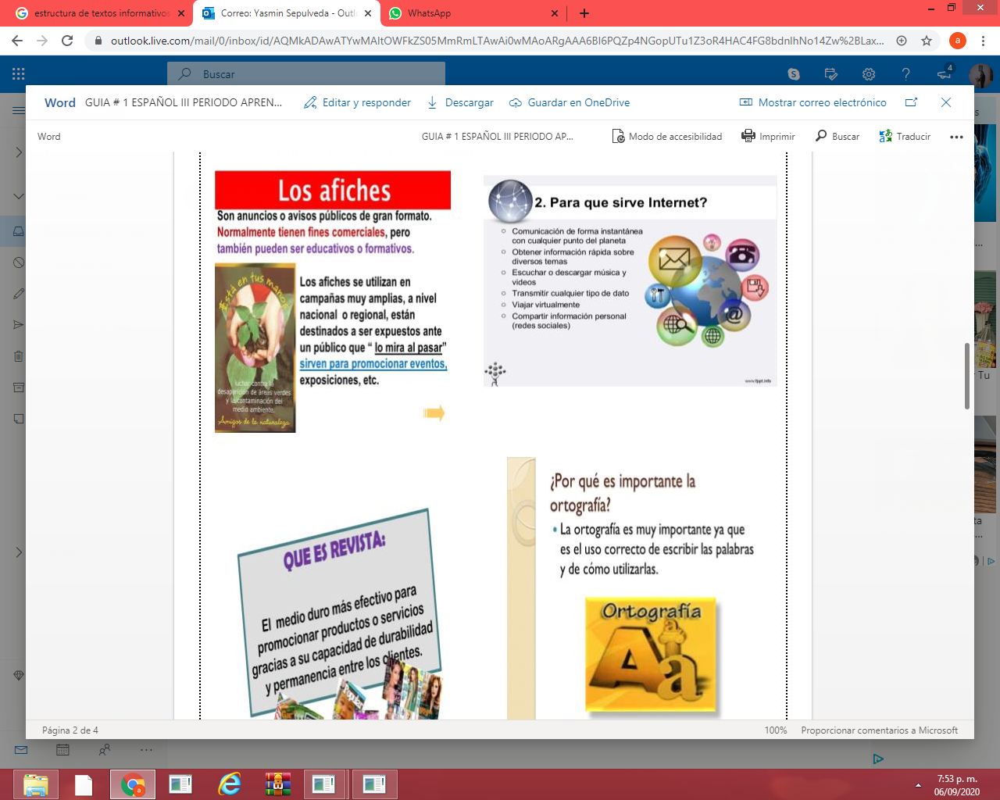 estructura de textos informativos
Correo: Yasmin Sepulveda - Outl
WhatsApp
outlook.live.com/mail/0/inbox/id/AQMkADAwATYwMAItOWFkZS05MmRmLTAwAi0wMAoARgAAA6BI6PQZp4NGopUTu1Z3oR4HAC4FG8bdnlhNo14Zw%2BLax...
a
Buscar
4
Word
GUIA # 1 ESPAÑOL III PERIODO APREN...
Editar y responder
Descargar
Guardar en OneDrive
Mostrar correo electrónico
Word
GUIA # 1 ESPAÑOL III PERIODO AP...
Modo de accesibilidad
Imprimir
Buscar
Traducir
Los afiches
Son anuncios o avisos públicos de gran formato.
Normalmente tienen fines comerciales, pero
también pueden ser educativos o formativos.
Está en tus manos
luchar contra la
desaparición de áreas verdes
y la contaminación del
medio ambiente.
Amigos de la naturaleza
Los afiches se utilizan en
campañas muy amplias, a nivel
nacional o regional, están
destinados a ser expuestos ante
un público que " lo mira al pasar"
sirven para promocionar eventos,
exposiciones, etc.
2. Para que sirve Internet?
Comunicación de forma instantánea
con cualquier punto del planeta
Obtener información rápida sobre
diversos temas
Escuchar o descargar música y
videos
Transmitir cualquier tipo de dato
Viajar virtualmente
Compartir información personal
(redes sociales)
@
www.fppt.info
QUE ES REVISTA:
El medio duro más efectivo para
promocionar productos o servicios
gracias a su capacidad de durabilidad
y permanencia entre los clientes.
¿Por qué es importante la
ortografía?
• La ortografía es muy importante ya que
es el uso correcto de escribir las palabras
y de cómo utilizarlas.
Ortografía
A a
s
...
r Tu
ta
...
Página 2 de 4
100%
Proporcionar comentarios a Microsoft
a
7:53 p. m.
06/09/2020